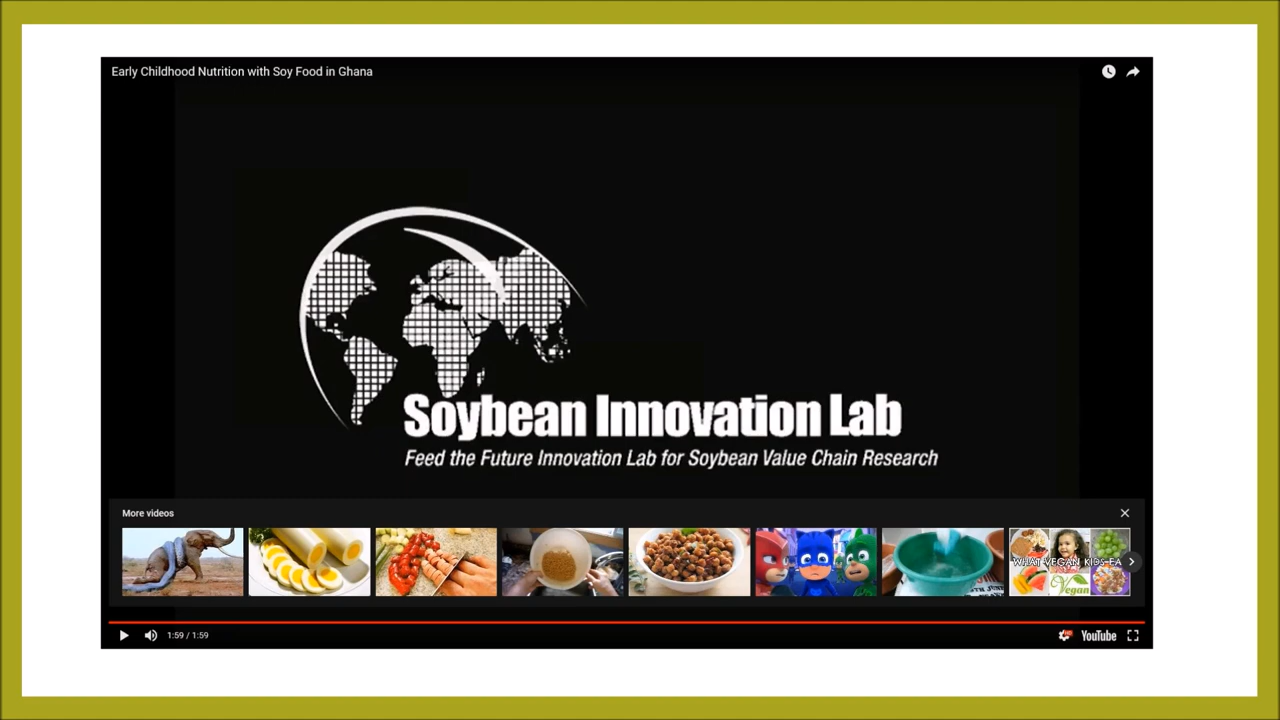 Early Childhood Nutrition with Soy Food in Ghana
Soybean Innovation Lab
Feed the Future Innovation Lab for Soybean Value Chain Research
More videos
WHAT VEGAN KIDS EA
Vegan
1:59 / 1:59
HD
YouTube